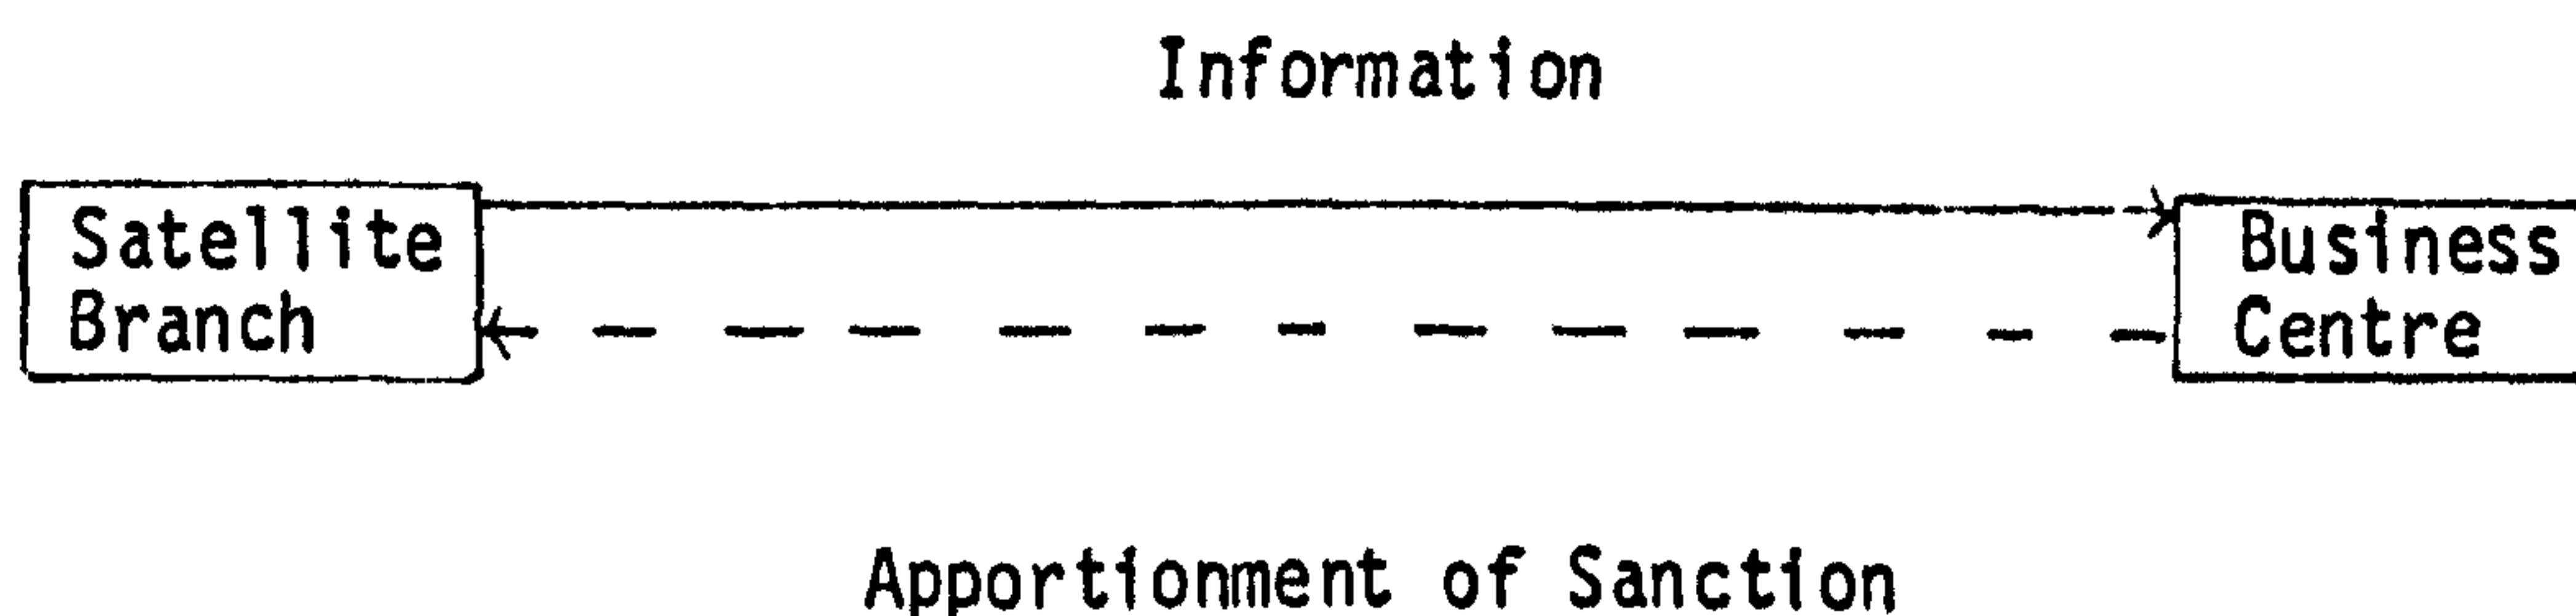 Information
Satellite
Branch
Business
Centre
Apportionment of Sanction